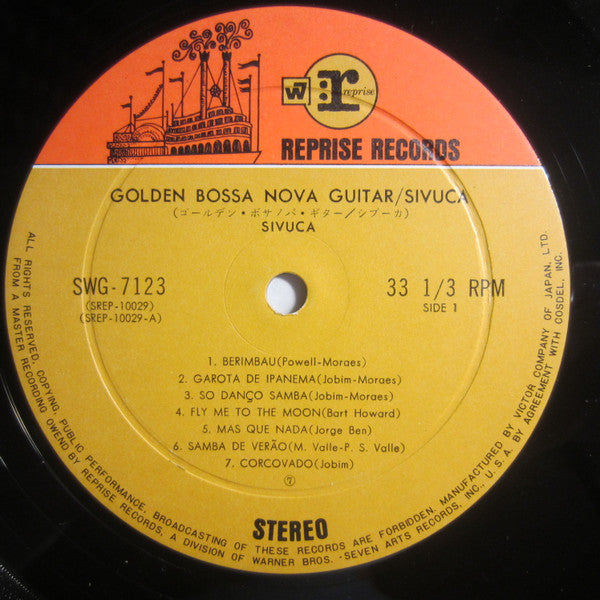 W7
r: reprise
REPRISE RECORDS
GOLDEN BOSSA NOVA GUITAR/SIVUCA
(ゴールデン・ボサノバ・ギター/シブーカ)
SIVUCA
SWG-7123
(SREP-10029)
(SREP-10029-A)
33 1/3 RPM
SIDE 1
1. BERIMBAU(Powell-Moraes)
2. GAROTA DE IPANEMA(Jobim-Moraes)
3. SO DANÇO SAMBA(Jobim-Moraes)
4. FLY ME TO THE MOON(Bart Howard)
5. MAS QUE NADA(Jorge Ben)
6. SAMBA DE VERÃO(M. Valle-P. S. Valle)
7. CORCOVADO(Jobim)
⑦
STEREO
ALL RIGHTS RESERVED, COPYING, PUBLIC PERFORMANCE, BROADCASTING OF THESE RECORDS ARE FORBIDDEN. MANUFACTURED BY VICTOR COMPANY OF JAPAN, LTD.
FROM A MASTER RECORDING OWEND BY REPRISE RECORDS, A DIVISION OF WARNER BROS. -SEVEN ARTS RECORDS, INC., U. S. A. BY AGREEMENT WITH COSDEL, INC.